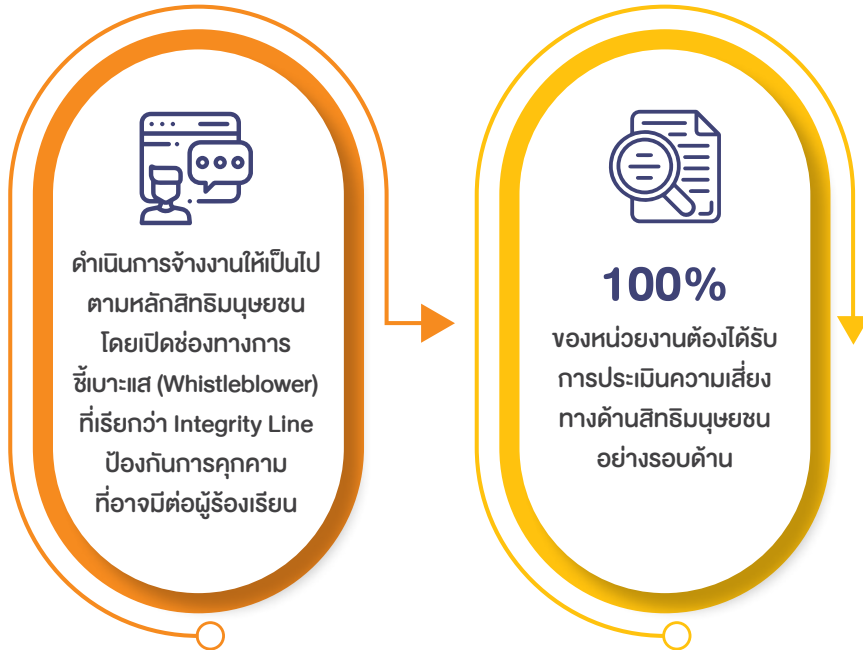 ดำเนินการจ้างงานให้เป็นไป
ตามหลักสิทธิมนุษยชน
โดยเปิดช่องทางการ
ชี้เบาะแส (Whistleblower)
ที่เรียกว่า Integrity Line
ป้องกันการคุกคาม
ที่อาจมีต่อผู้ร้องเรียน
100%
ของหน่วยงานต้องได้รับ
การประเมินความเสี่ยง
ทางด้านสิทธิมนุษยชน
อย่างรอบด้าน